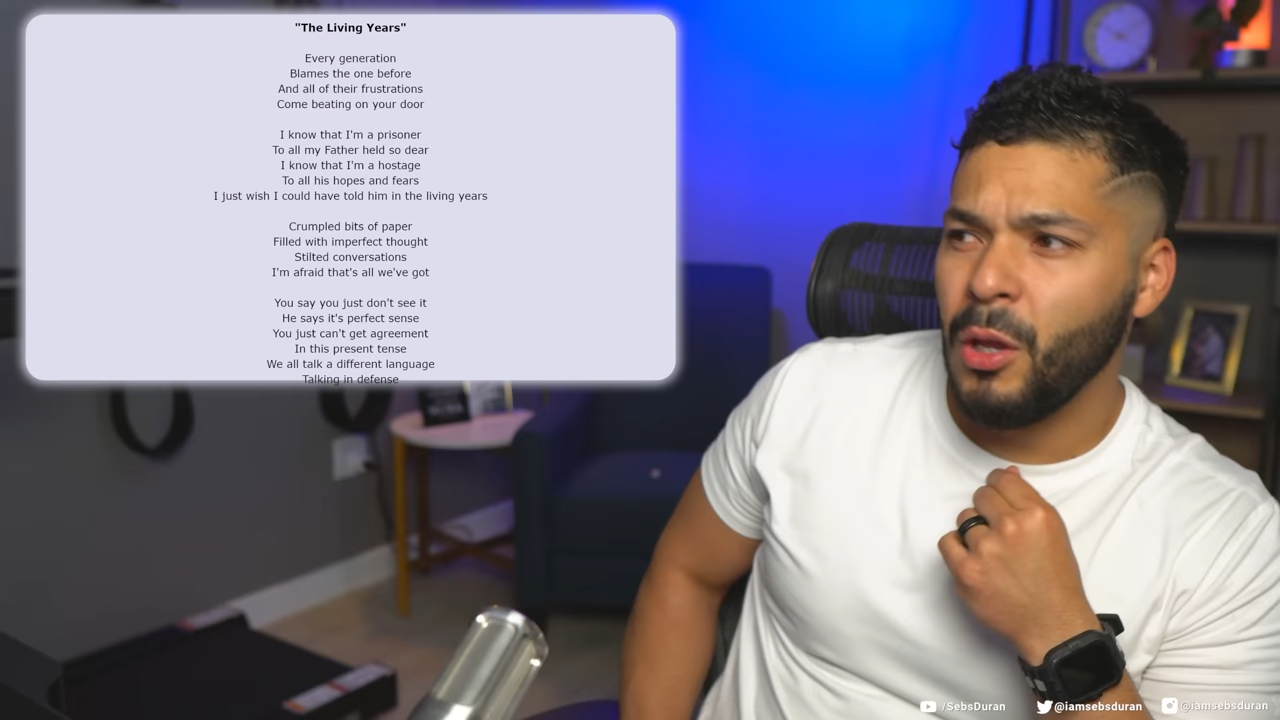 "The Living Years"
Every generation
Blames the one before
And all of their frustrations
Come beating on your door
I know that I'm a prisoner
To all my Father held so dear
I know that I'm a hostage
To all his hopes and fears
I just wish I could have told him in the living years
Crumpled bits of paper
Filled with imperfect thought
Stilted conversations
I'm afraid that's all we've got
You say you just don't see it
He says it's perfect sense
You just can't get agreement
In this present tense
We all talk a different language
Talking in defense
/SebsDuran
@iamsebsduran
@iamsebsduran